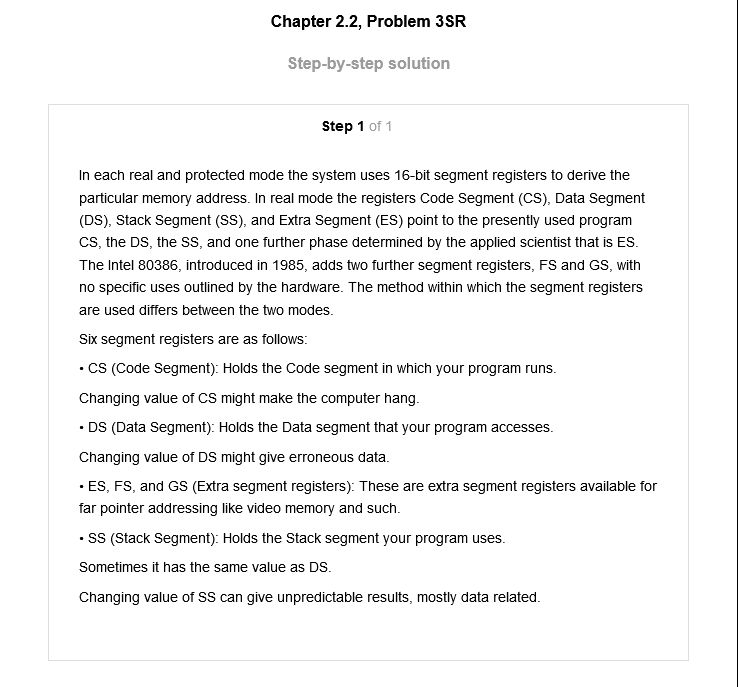 Chapter 2.2, Problem 3SR
Step-by-step solution
Step 1 of 1
In each real and protected mode the system uses 16-bit segment registers to derive the
particular memory address. In real mode the registers Code Segment (CS), Data Segment
(DS), Stack Segment (SS), and Extra Segment (ES) point to the presently used program
CS, the DS, the SS, and one further phase determined by the applied scientist that is ES.
The Intel 80386, introduced in 1985, adds two further segment registers, FS and GS, with
no specific uses outlined by the hardware. The method within which the segment registers
are used differs between the two modes.
Six segment registers are as follows:
• CS (Code Segment): Holds the Code segment in which your program runs.
Changing value of CS might make the computer hang.
• DS (Data Segment): Holds the Data segment that your program accesses.
Changing value of DS might give erroneous data.
• ES, FS, and GS (Extra segment registers): These are extra segment registers available for
far pointer addressing like video memory and such.
• SS (Stack Segment): Holds the Stack segment your program uses.
Sometimes it has the same value as DS.
Changing value of SS can give unpredictable results, mostly data related.